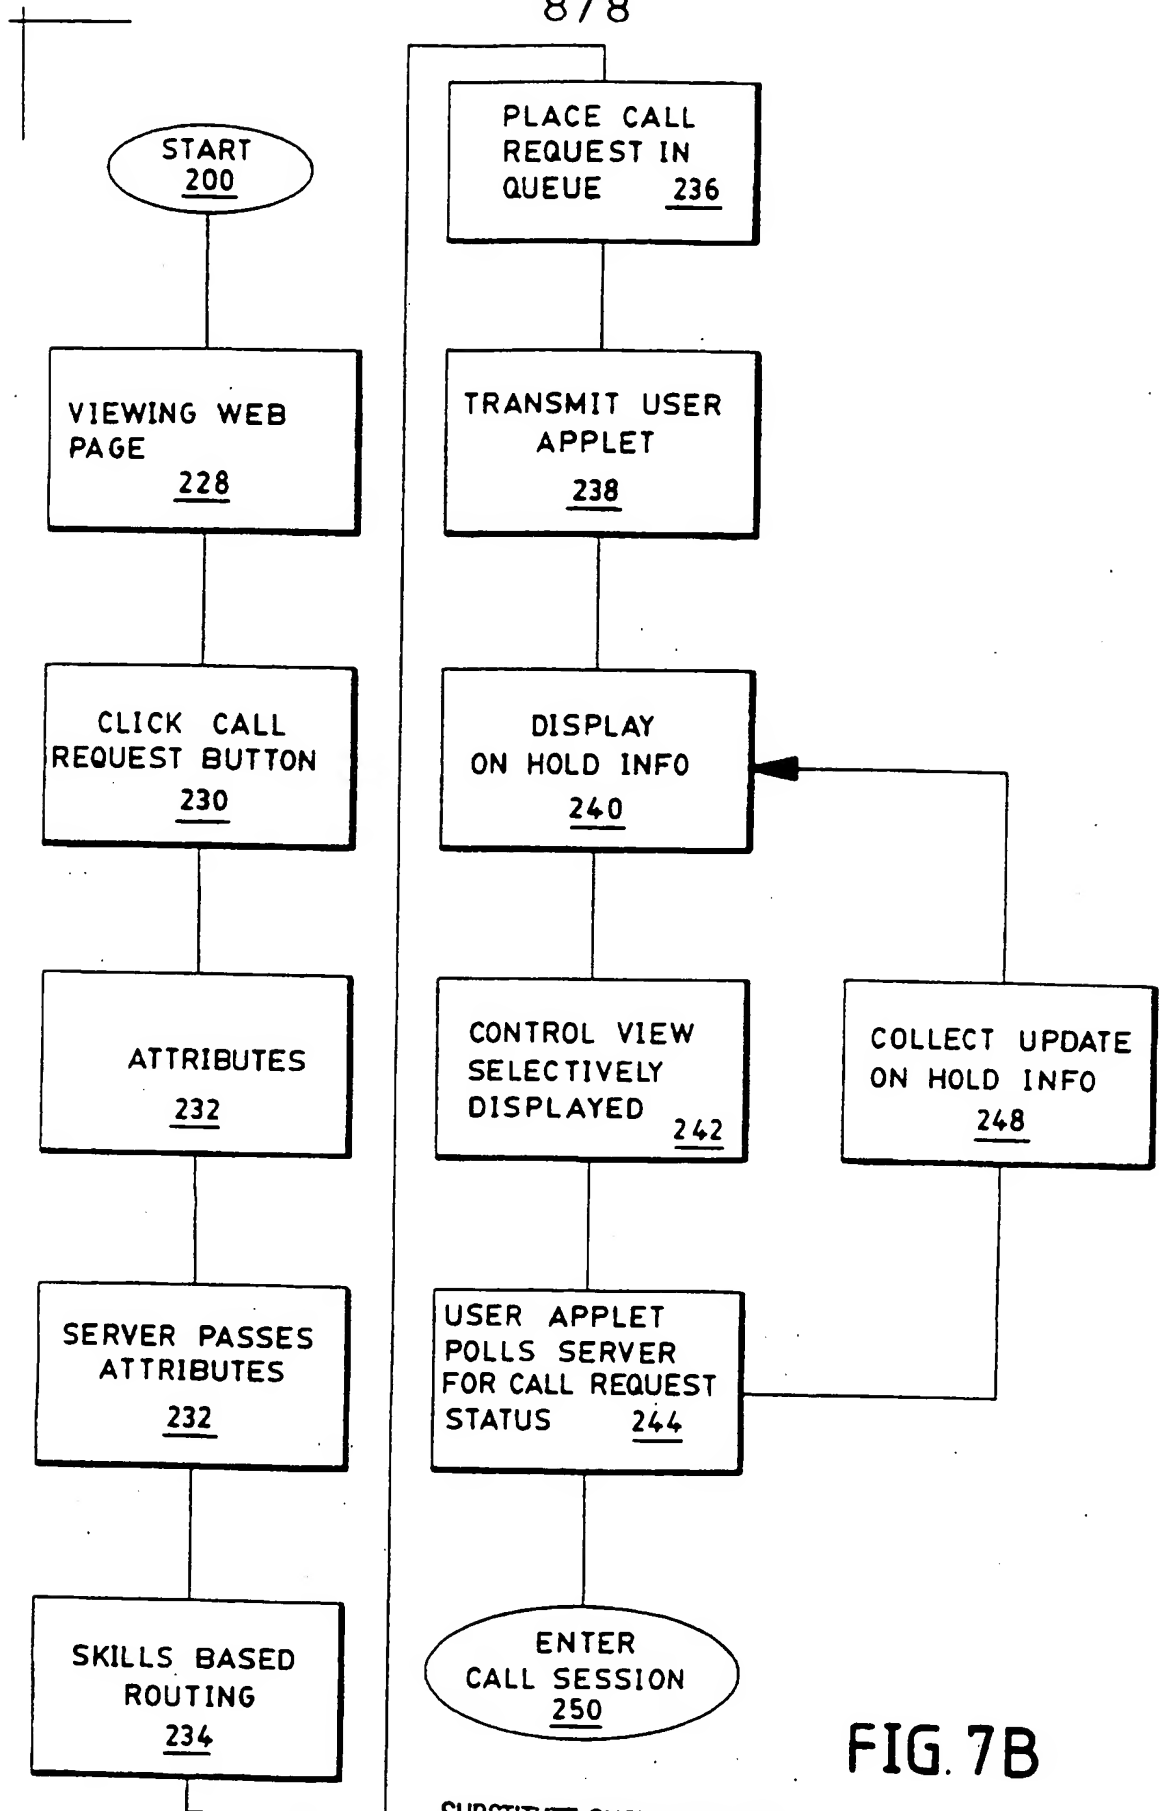 8/8
START
200
VIEWING WEB
PAGE
228
CLICK CALL
REQUEST BUTTON
230
ATTRIBUTES
232
SERVER PASSES
ATTRIBUTES
232
SKILLS BASED
ROUTING
234
PLACE CALL
REQUEST IN
QUEUE 236
TRANSMIT USER
APPLET
238
DISPLAY
ON HOLD INFO
240
CONTROL VIEW
SELECTIVELY
DISPLAYED
242
USER APPLET
POLLS SERVER
FOR CALL REQUEST
STATUS 244
COLLECT UPDATE
ON HOLD INFO
248
ENTER
CALL SESSION
250
FIG. 7B